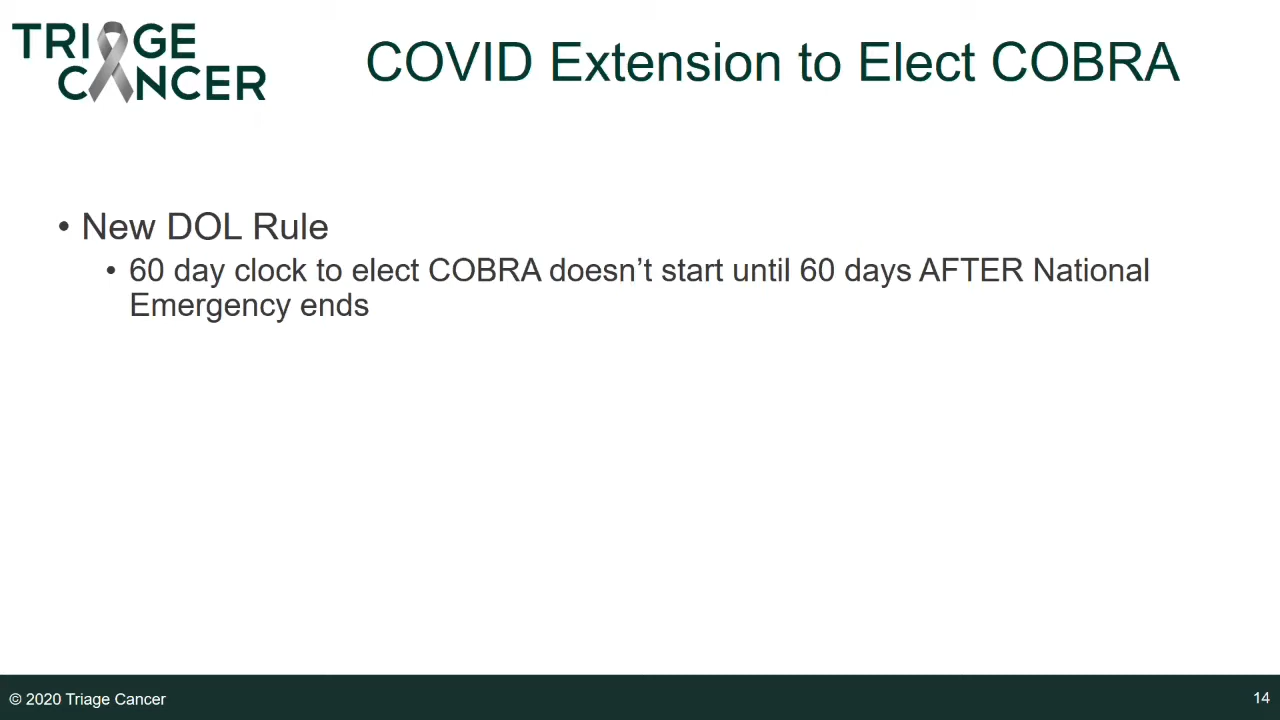 TRIAGE
CANCER
COVID Extension to Elect COBRA
• New DOL Rule
• 60 day clock to elect COBRA doesn’t start until 60 days AFTER National
Emergency ends
© 2020 Triage Cancer
14